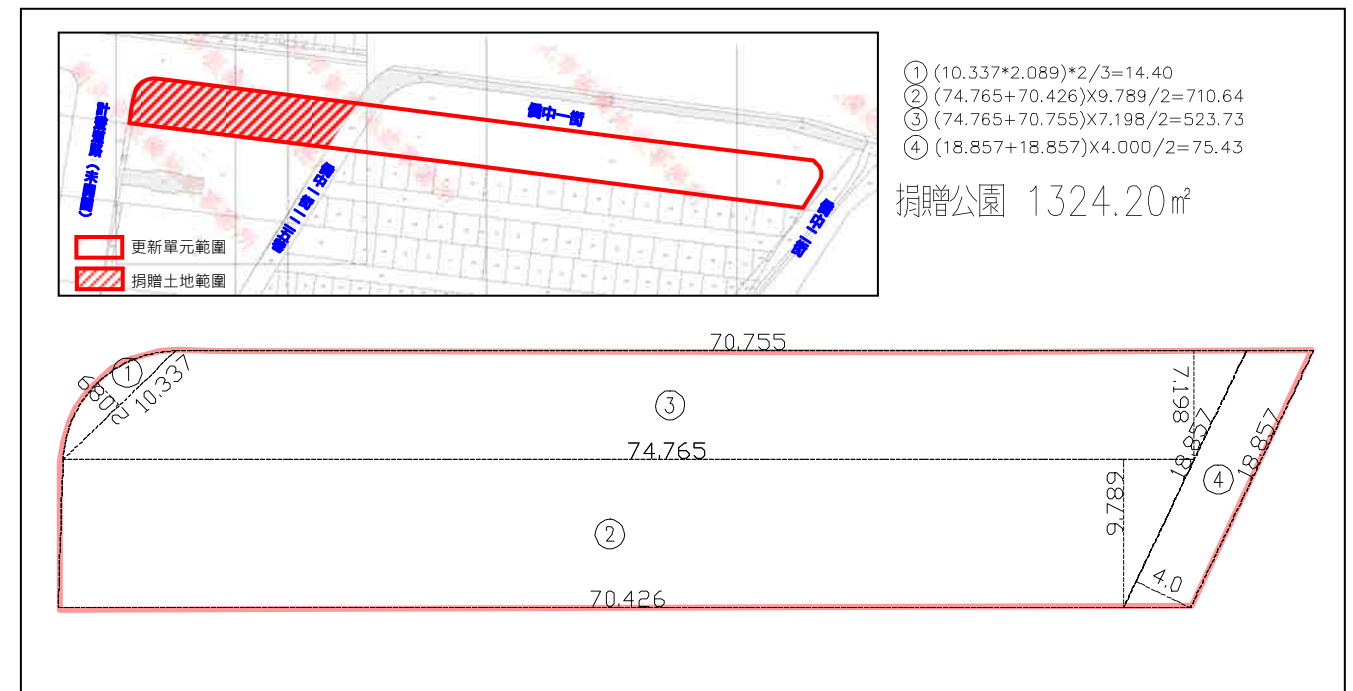 ① (10.337*2.089)*2/3=14.40
② (74.765+70.426)X9.789/2=710.64
③ (74.765+70.755)X7.198/2=523.73
④ (18.857+18.857)X4.000/2=75.43
捐贈公園 1324.20㎡
更新單元範圍
捐贈土地範圍
70.755
①
2.089
10.337
③
7.198
18.857
18.857
74.765
④
9.789
②
4.0
70.426